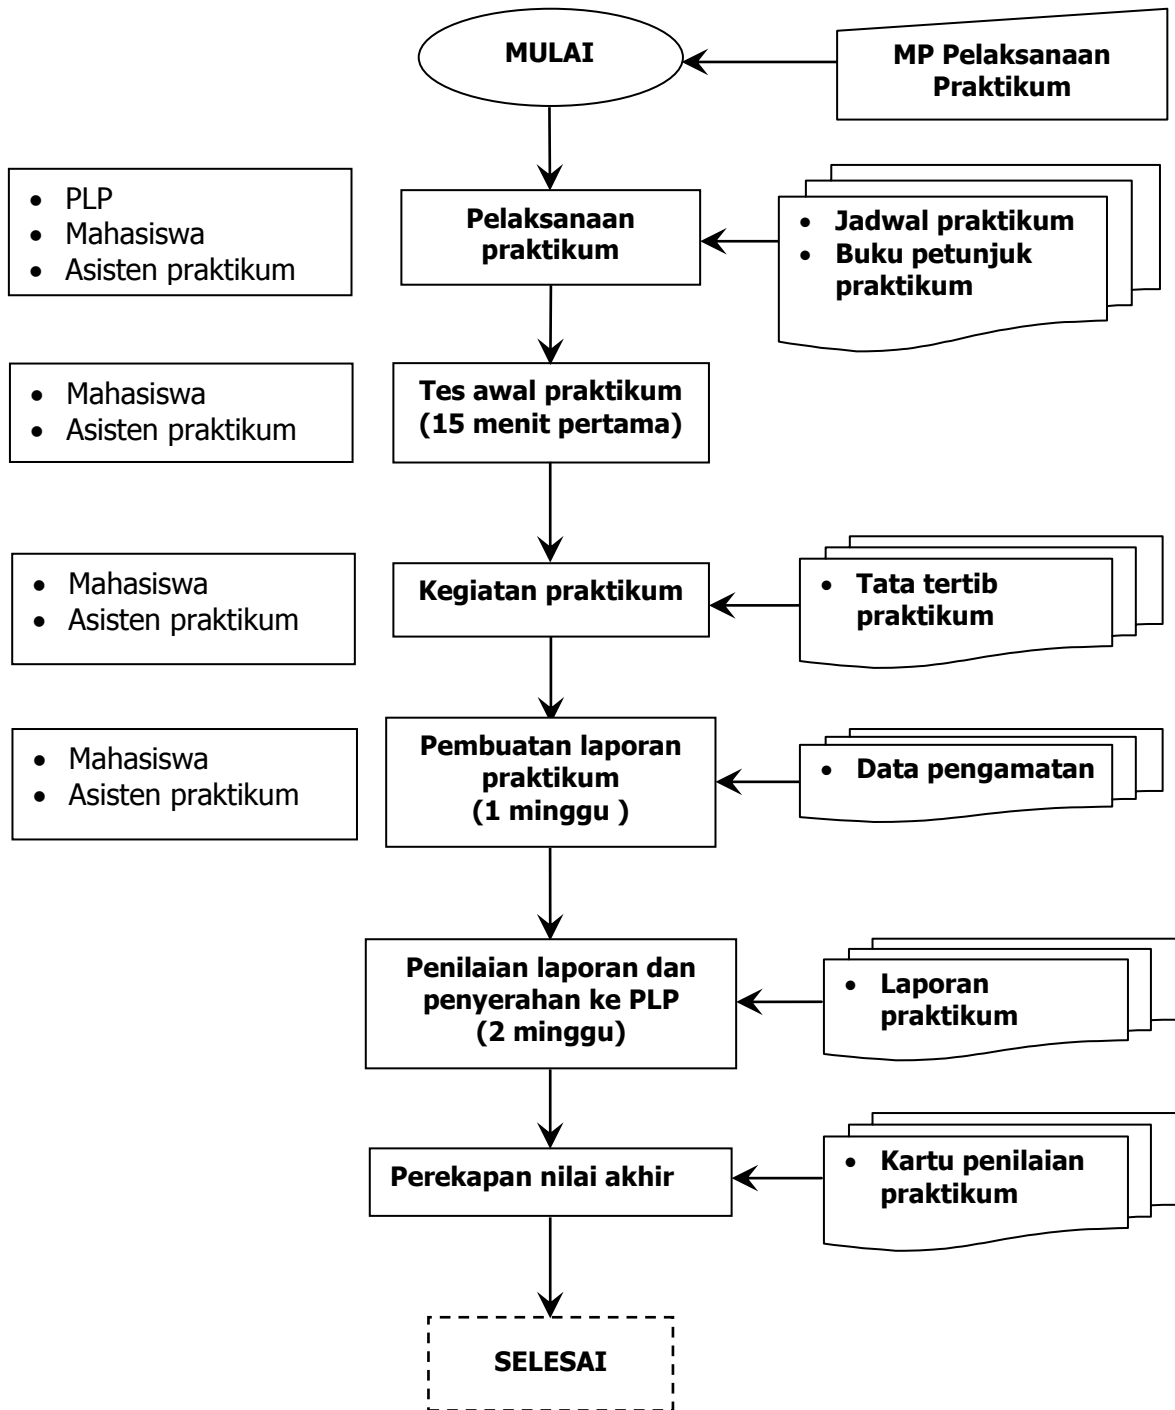 MULAI
MP Pelaksanaan
Praktikum
• PLP
• Mahasiswa
• Asisten praktikum
Pelaksanaan
praktikum
• Jadwal praktikum
• Buku petunjuk
praktikum
• Mahasiswa
• Asisten praktikum
Tes awal praktikum
(15 menit pertama)
• Mahasiswa
• Asisten praktikum
Kegiatan praktikum
• Tata tertib
praktikum
• Mahasiswa
• Asisten praktikum
Pembuatan laporan
praktikum
(1 minggu )
• Data pengamatan
Penilaian laporan dan
penyerahan ke PLP
(2 minggu)
• Laporan
praktikum
Perekapan nilai akhir
• Kartu penilaian
praktikum
SELESAI